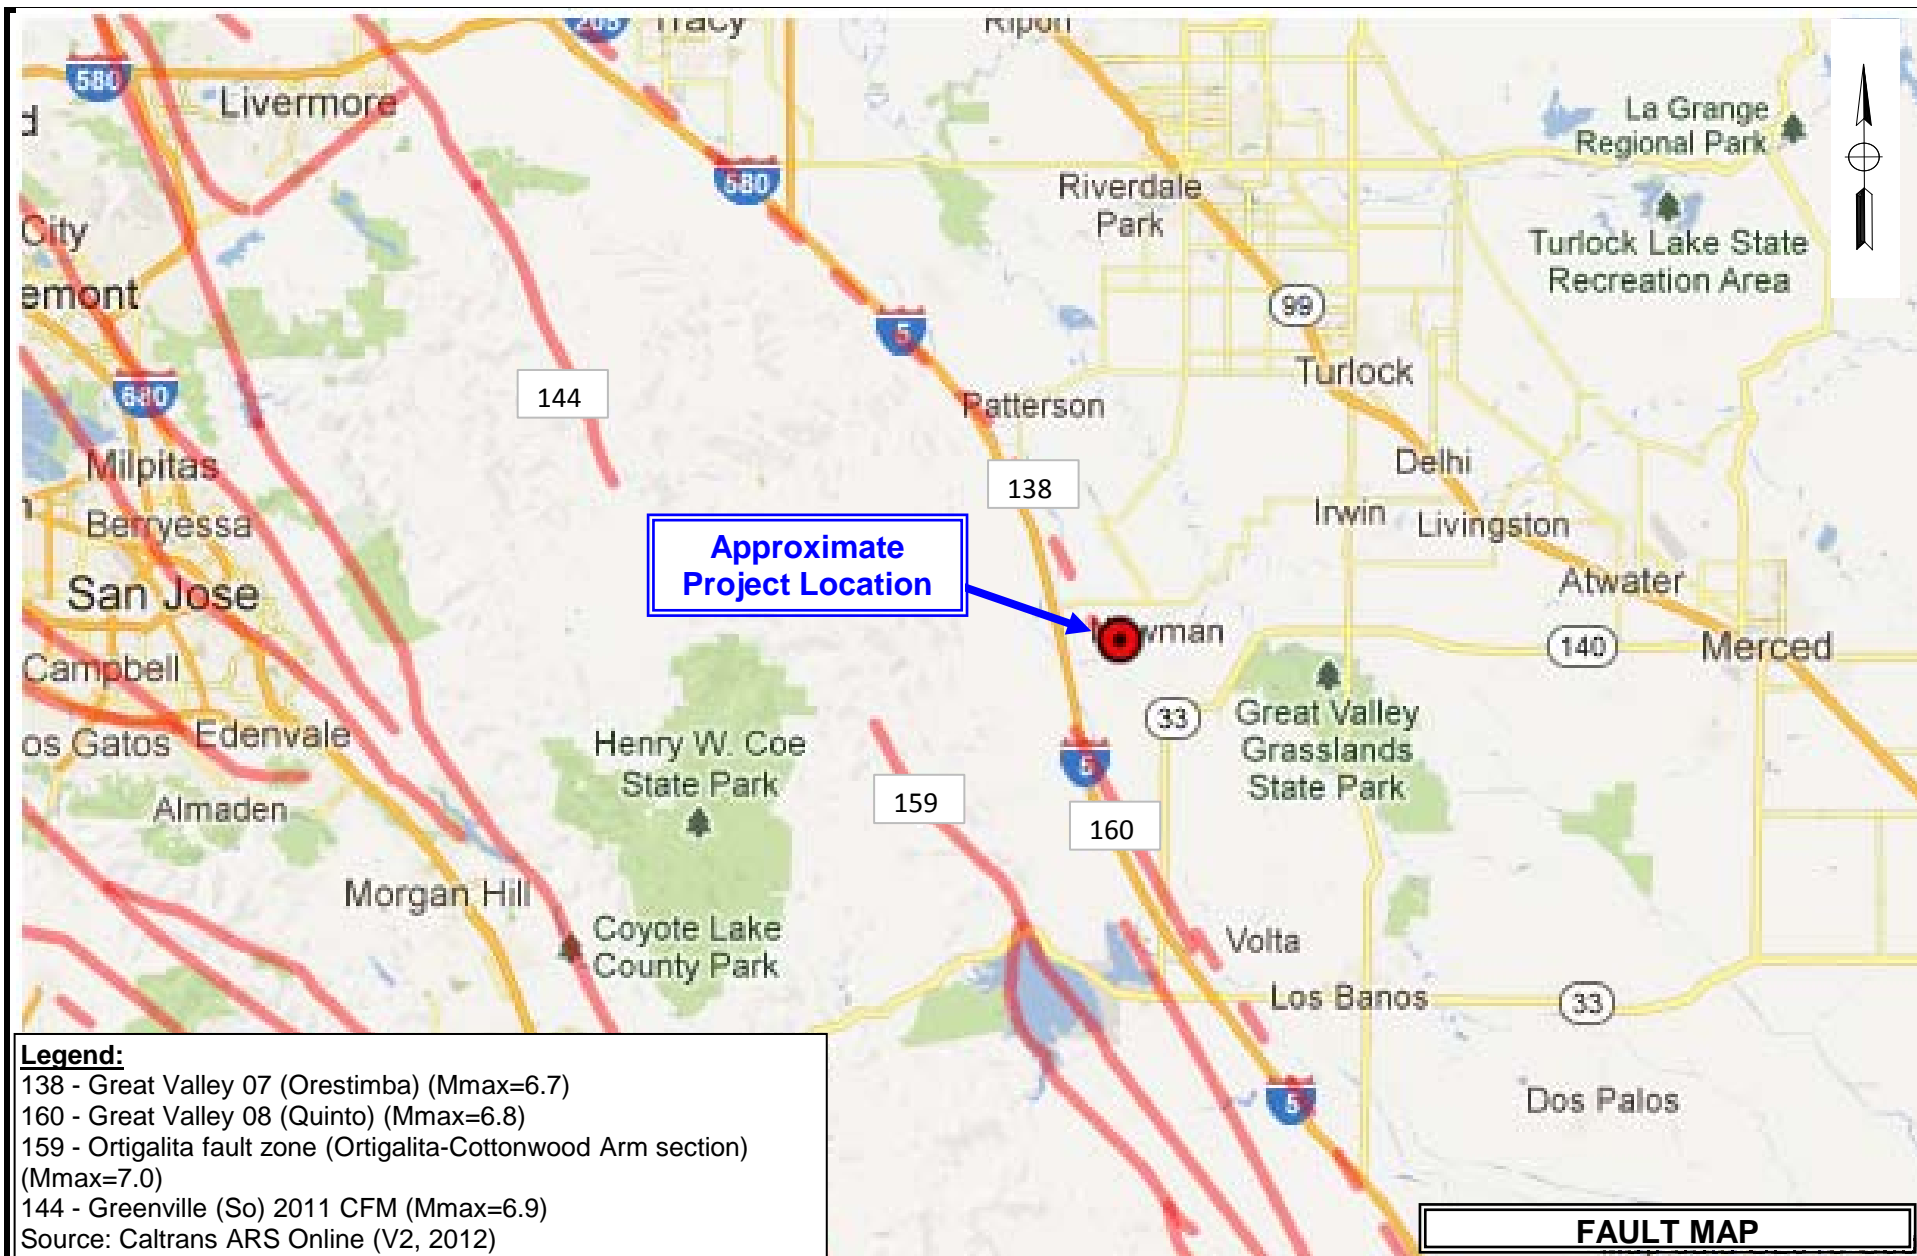 205
Tracy
Ripon
580
Livermore
d
La Grange
Regional Park
580
Riverdale
Park
City
Turlock Lake State
Recreation Area
emont
99
5
Turlock
680
144
Patterson
Milpitas
138
Delhi
Berryessa
Irwin
Livingston
Approximate
Project Location
San Jose
Atwater
wman
140
Merced
Campbell
33
Great Valley
Grasslands
State Park
os Gatos
Edenvale
Henry W. Coe
State Park
5
159
Almaden
160
Morgan Hill
Coyote Lake
County Park
Volta
Los Banos
33
5
Dos Palos
Legend:
138 - Great Valley 07 (Orestimba) (Mmax=6.7)
160 - Great Valley 08 (Quinto) (Mmax=6.8)
159 - Ortigalita fault zone (Ortigalita-Cottonwood Arm section)
(Mmax=7.0)
144 - Greenville (So) 2011 CFM (Mmax=6.9)
Source: Caltrans ARS Online (V2, 2012)
FAULT MAP